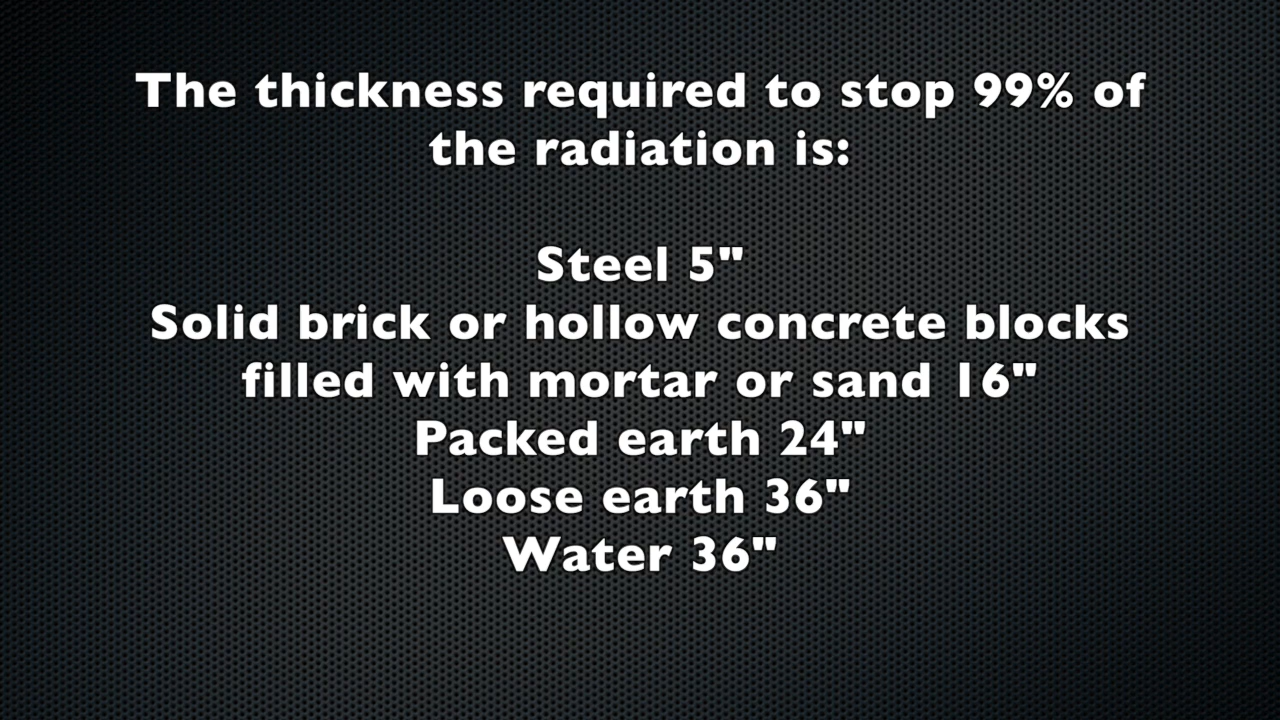 The thickness required to stop 99% of
the radiation is:
Steel 5"
Solid brick or hollow concrete blocks
filled with mortar or sand 16"
Packed earth 24"
Loose earth 36"
Water 36"